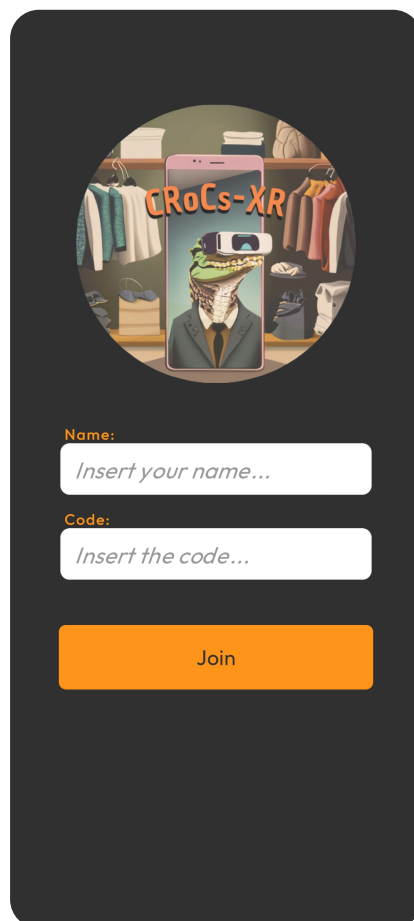 CRoCs-XR
Name:
Insert your name...
Code:
Insert the code...
Join